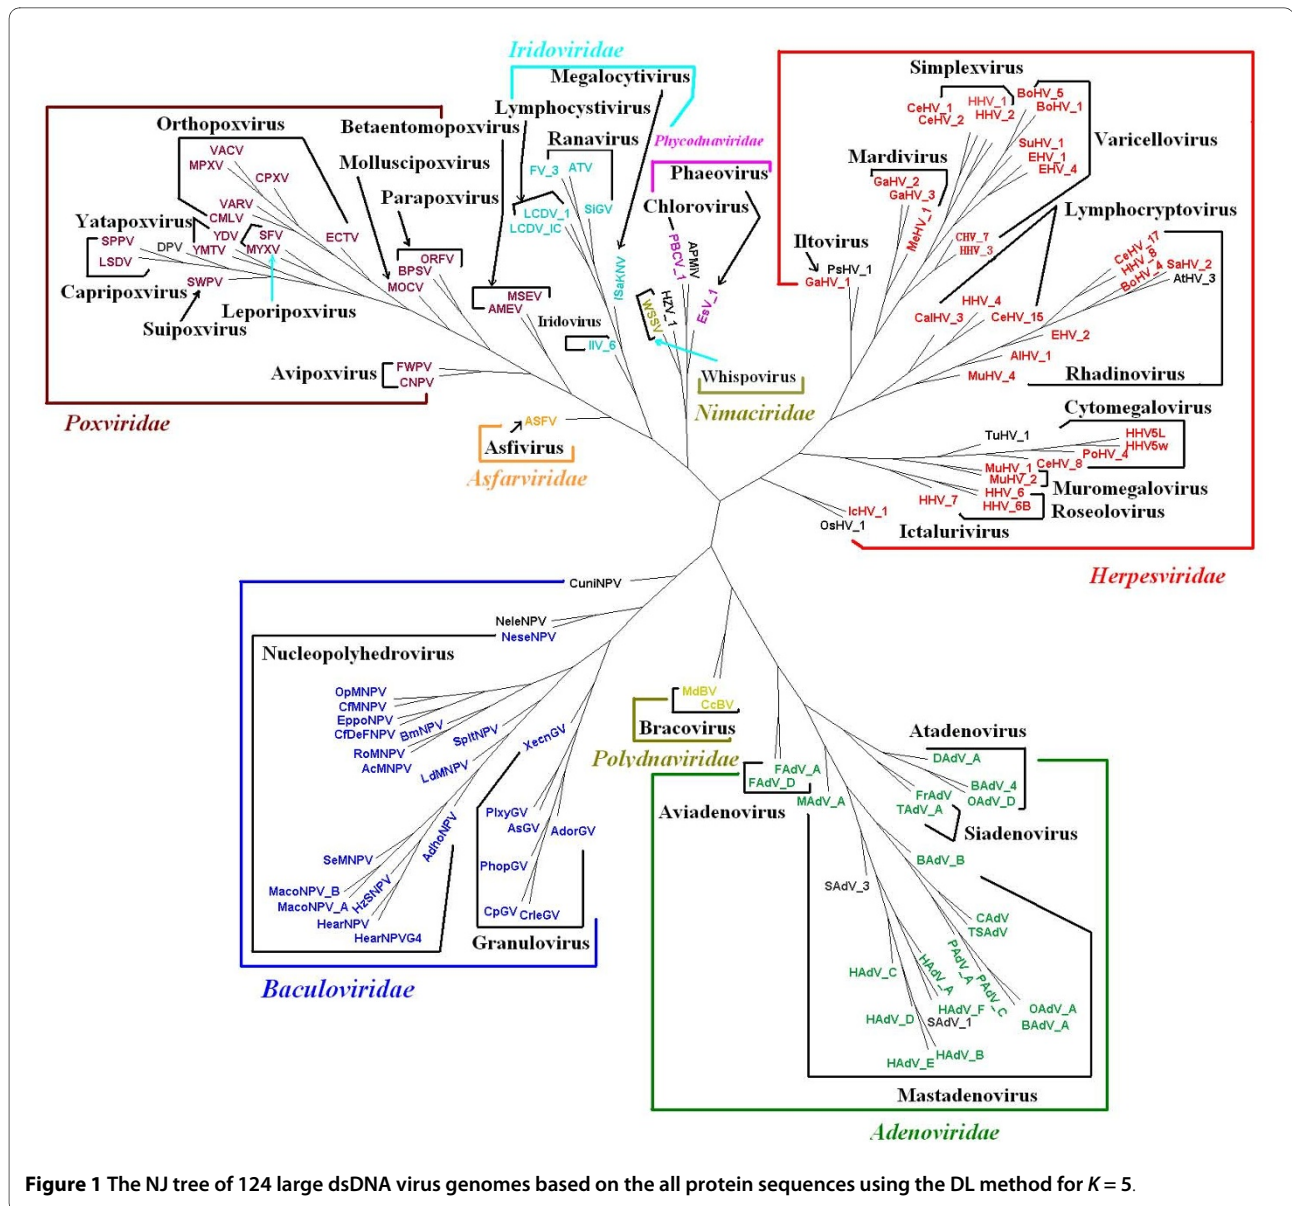 Iridoviridae
Megalocytivirus
Lymphocystivirus
Ranavirus
Betaentomopoxvirus
Orthopoxvirus
Molluscipoxvirus
Parapoxvirus
VACV
MPXV
CPXV
VARV
CMLV
Yatapoxvirus
YDV
SFV
ECTV
SPPV
DPV
YMTV
MYXV
LSDV
Capripoxvirus
SWPV
Suipoxvirus
Leporipoxvirus
ORFV
BPSV
MOCV
MSEV
AMEV
Avipoxvirus
FWPV
CNPV
Poxviridae
FV_3
ATV
LCDV_1
SiGV
LCDV_IC
ISaKNV
Iridovirus
IIV_6
ASFV
Asfivirus
Asfarviridae
Phycodnaviridae
Phaeovirus
Chlorovirus
PBCV_1
APMiV
WSSV
HZV_1
EsV_1
Whispovirus
Nimaciridae
Simplexvirus
CeHV_1
HHV_1
CeHV_2
HHV_2
BoHV_5
BoHV_1
Varicellovirus
SuHV_1
EHV_1
EHV_4
Mardivirus
GaHV_2
GaHV_3
MeHV_1
CHV_7
HHV_3
Lymphocryptovirus
Iltovirus
PsHV_1
GaHV_1
CeHV_17
HHV_8
BoHV_4
SaHV_2
AtHV_3
HHV_4
CalHV_3
CeHV_15
EHV_2
AlHV_1
MuHV_4
Rhadinovirus
Cytomegalovirus
TuHV_1
HHV5L
HHV5w
PoHV_4
CeHV_8
MuHV_1
MuHV_2
Muromegalovirus
HHV_7
HHV_6
HHV_6B
Roseolovirus
IcHV_1
OsHV_1
Ictalurivirus
Herpesviridae
CuniNPV
NeleNPV
NeseNPV
Nucleopolyhedrovirus
OpMNPV
CfMNPV
EppoNPV
CfDeFNPV
BmNPV
RoMNPV
AcMNPV
SpltNPV
LdMNPV
XecnGV
AdhoNPV
SeMNPV
MacoNPV_B
MacoNPV_A
HzSNPV
HearNPV
HearNPVG4
PlxyGV
AsGV
AdorGV
PhopGV
CpGV
CrleGV
Granulovirus
Baculoviridae
MdBV
CcBV
Bracovirus
Polydnaviridae
FAdV_A
FAdV_D
Aviadenovirus
MAdV_A
Atadenovirus
DAdV_A
BAdV_4
OAdV_D
FrAdV
TAdV_A
Siadenovirus
BAdV_B
SAdV_3
CAdV
TSAdV
HAdV_C
HAdV_A
PAdV_A
PAdV_C
HAdV_D
HAdV_F
SAdV_1
OAdV_A
BAdV_A
HAdV_E
HAdV_B
Mastadenovirus
Adenoviridae
Figure 1 The NJ tree of 124 large dsDNA virus genomes based on the all protein sequences using the DL method for K = 5.